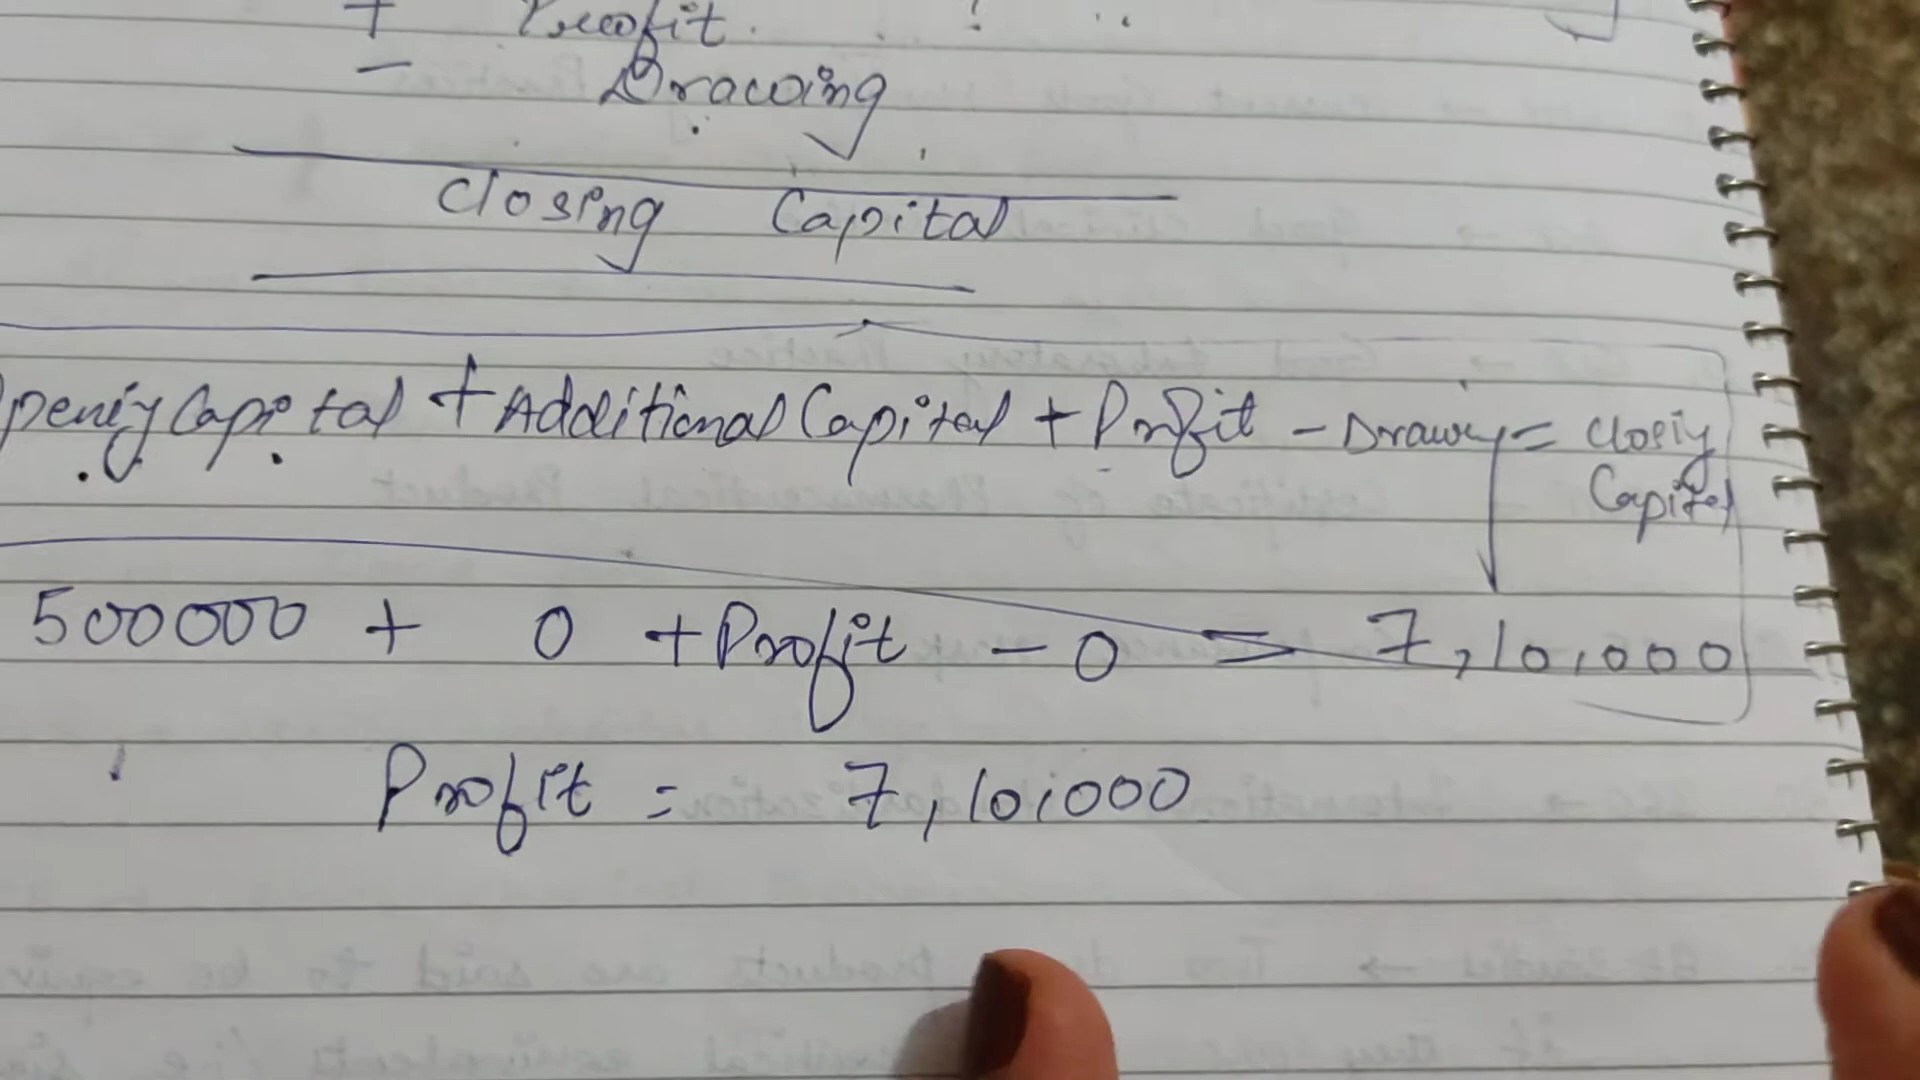 + Profit.
- Drawing
Closing Capital
pening Capital + Additional Capital + Profit - Drawing = Closing
Capital
500000 + 0 + Profit - 0 = 7,10,000
Profit = 7,10,000